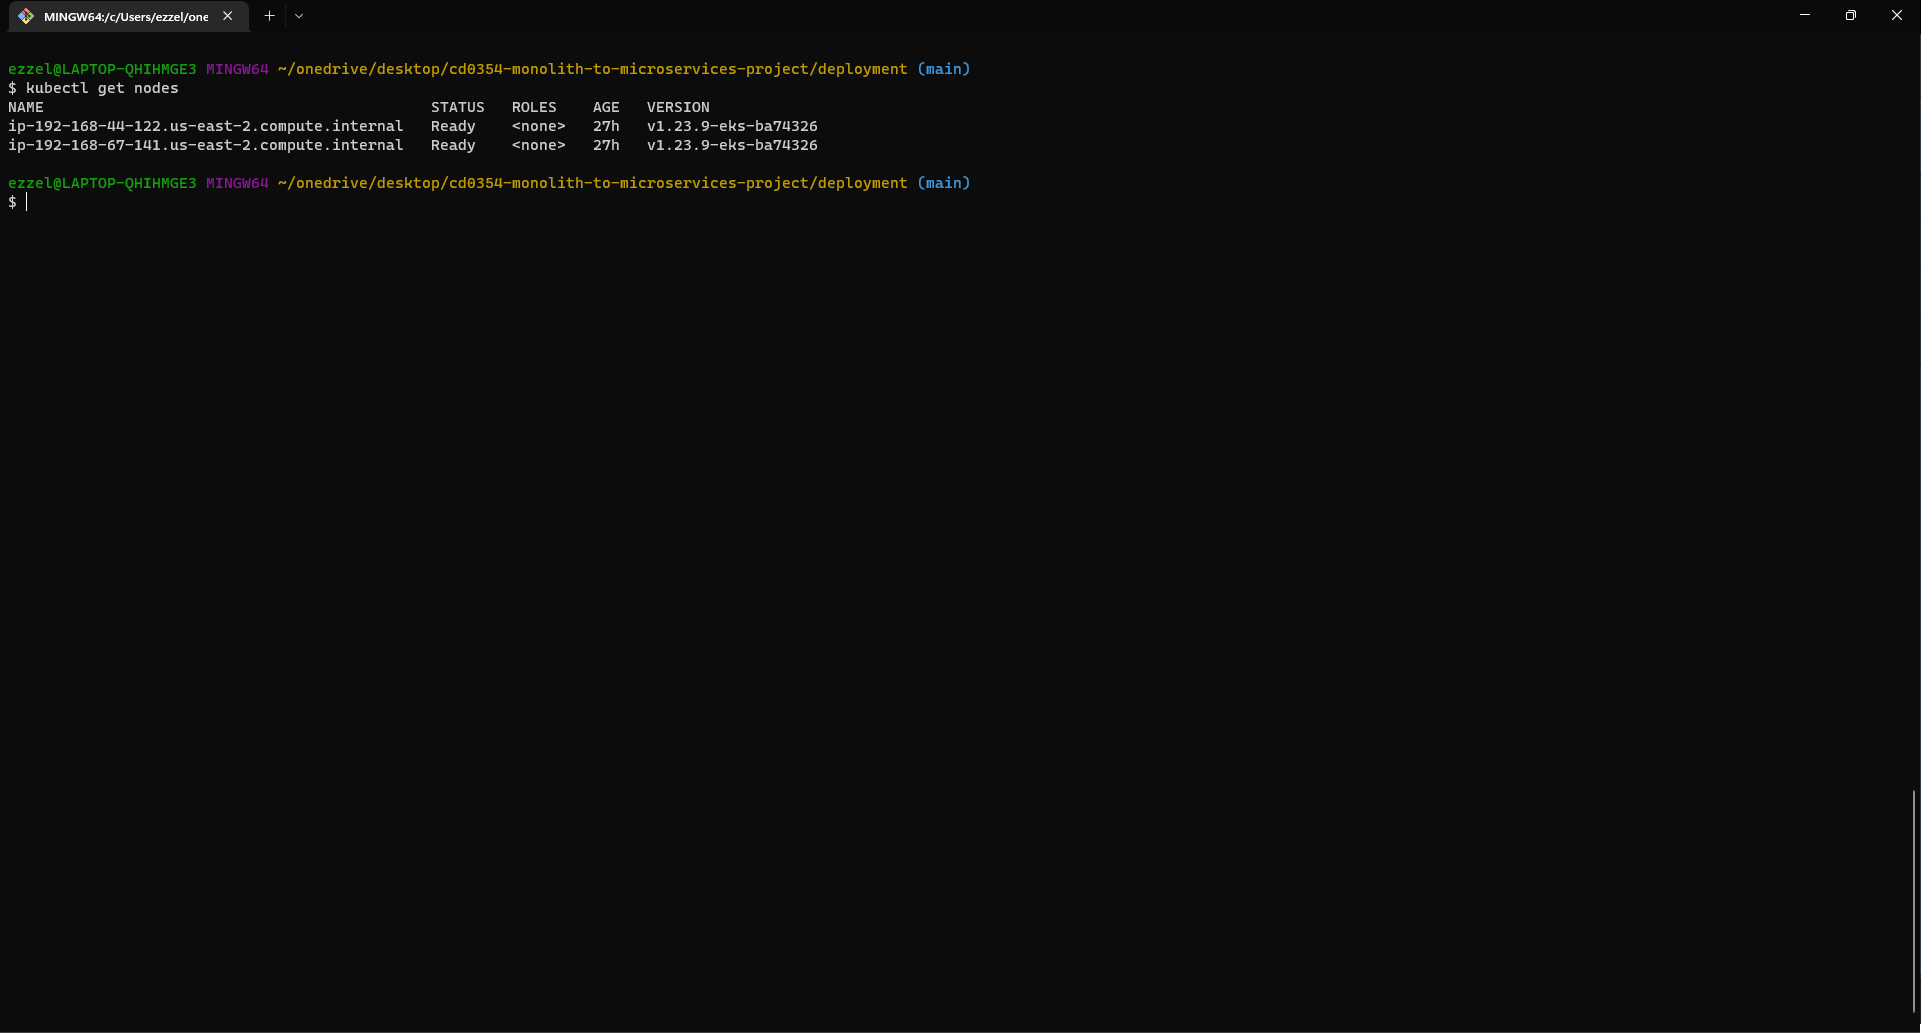 MINGW64:/c/Users/ezzel/one
ezzel@LAPTOP-QHIHMGE3 MINGW64 ~/onedrive/desktop/cd0354-monolith-to-microservices-project/deployment (main)
$ kubectl get nodes
NAME                                           STATUS   ROLES    AGE   VERSION
ip-192-168-44-122.us-east-2.compute.internal   Ready    <none>   27h   v1.23.9-eks-ba74326
ip-192-168-67-141.us-east-2.compute.internal   Ready    <none>   27h   v1.23.9-eks-ba74326
ezzel@LAPTOP-QHIHMGE3 MINGW64 ~/onedrive/desktop/cd0354-monolith-to-microservices-project/deployment (main)
$